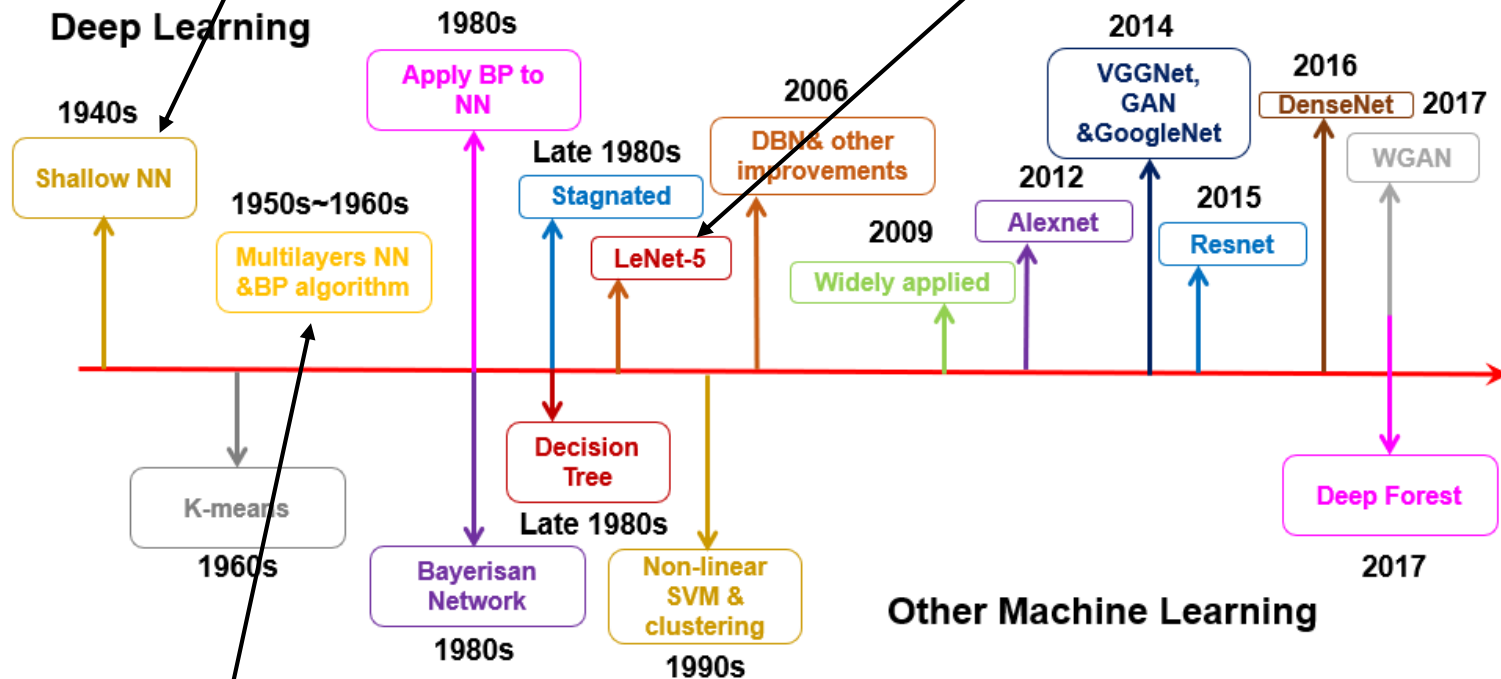 Deep Learning
1940s
Shallow NN
1950s~1960s
Multilayers NN
&BP algorithm
1980s
Apply BP to
NN
Late 1980s
Stagnated
LeNet-5
2006
DBN& other
improvements
2009
Widely applied
2012
Alexnet
2014
VGGNet,
GAN
&GoogleNet
2015
Resnet
2016
DenseNet
2017
WGAN
K-means
1960s
Bayerisan
Network
1980s
Decision
Tree
Late 1980s
Non-linear
SVM &
clustering
1990s
Deep Forest
2017
Other Machine Learning